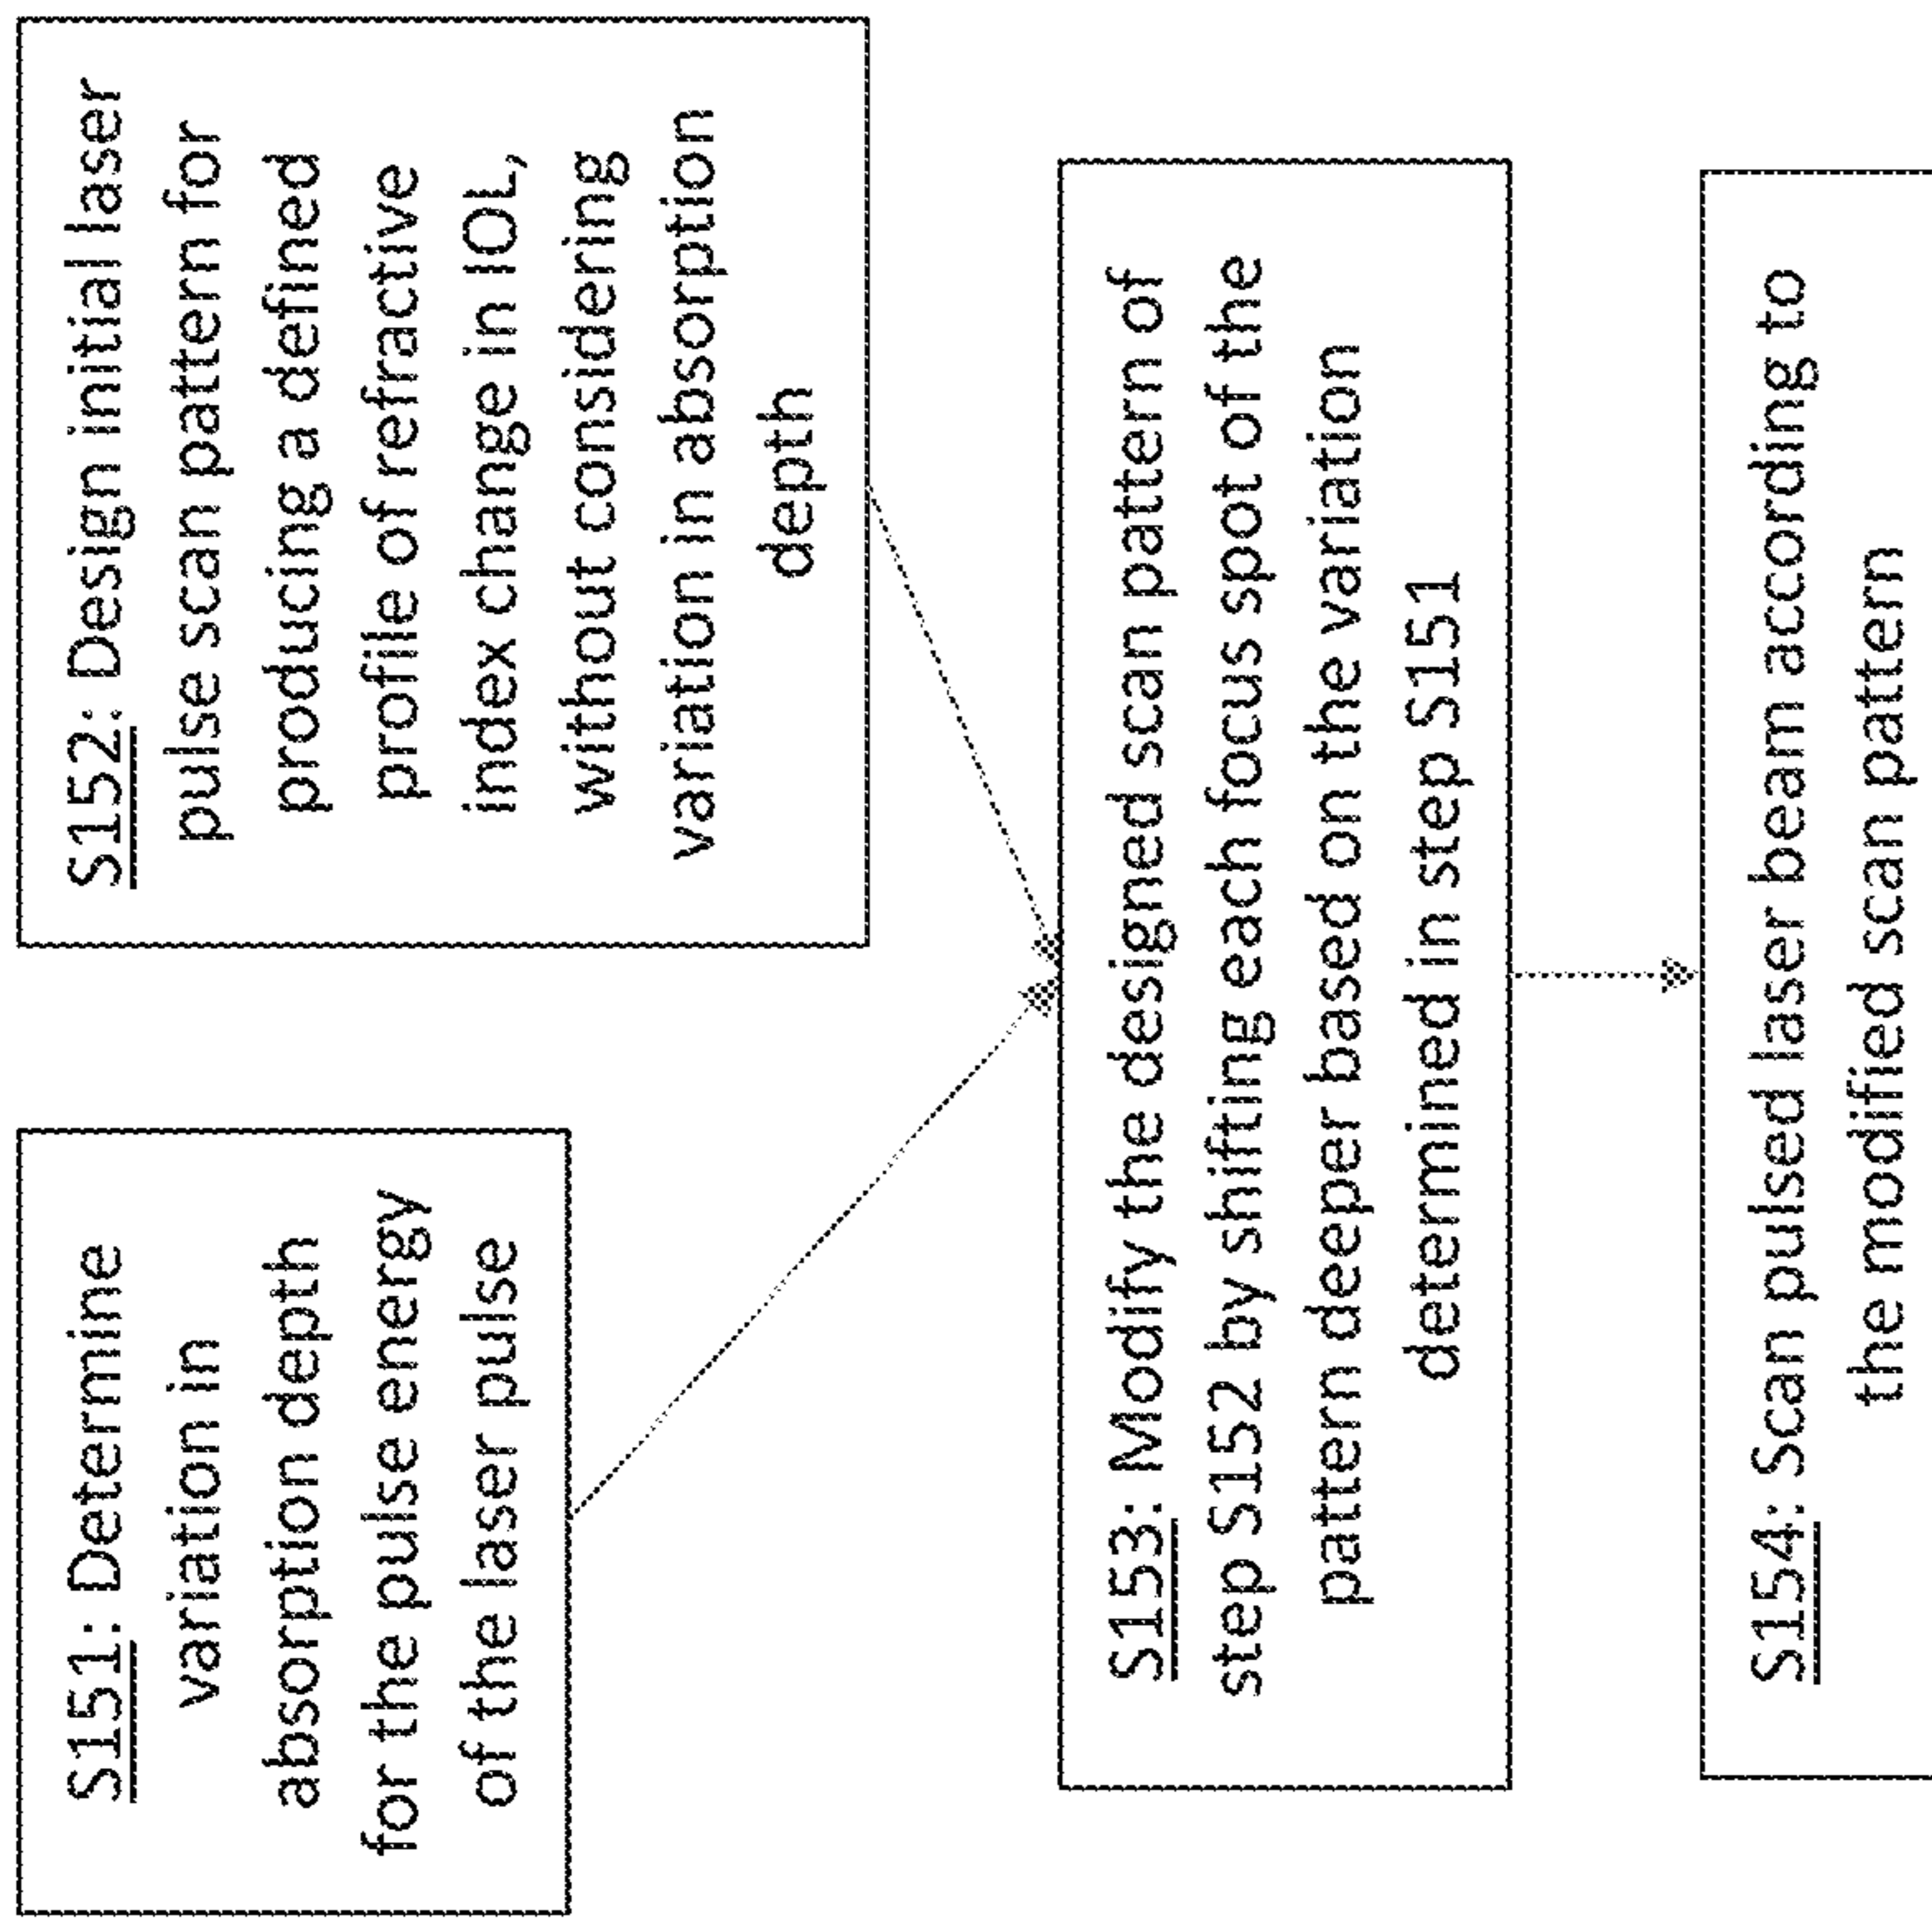 S151: Determine
variation in
absorption depth
for the pulse energy
of the laser pulse
S152: Design initial laser
pulse scan pattern for
producing a defined
profile of refractive
index change in IOL,
without considering
variation in absorption
depth
S153: Modify the designed scan pattern of
step S152 by shifting each focus spot of the
pattern deeper based on the variation
determined in step S151
S154: Scan pulsed laser beam according to
the modified scan pattern